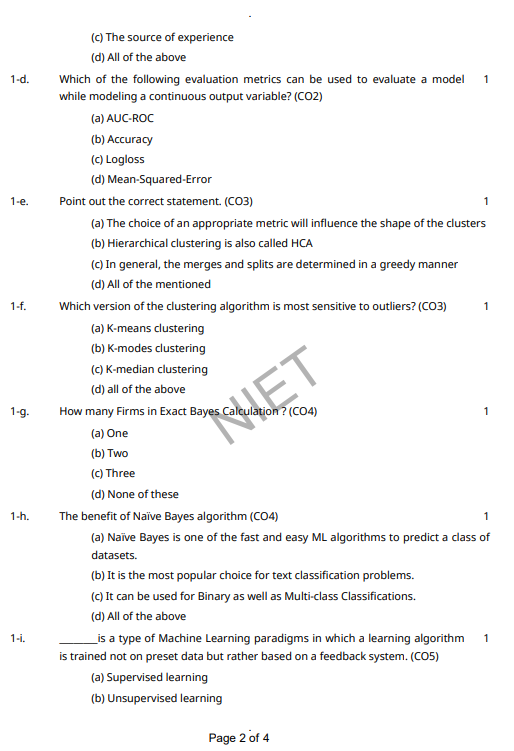 (c) The source of experience
(d) All of the above
1-d. Which of the following evaluation metrics can be used to evaluate a model 1
while modeling a continuous output variable? (CO2)
(a) AUC-ROC
(b) Accuracy
(c) Logloss
(d) Mean-Squared-Error
1-e. Point out the correct statement. (CO3) 1
(a) The choice of an appropriate metric will influence the shape of the clusters
(b) Hierarchical clustering is also called HCA
(c) In general, the merges and splits are determined in a greedy manner
(d) All of the mentioned
1-f. Which version of the clustering algorithm is most sensitive to outliers? (CO3) 1
(a) K-means clustering
(b) K-modes clustering
(c) K-median clustering
(d) all of the above
NIET
1-g. How many Firms in Exact Bayes Calculation ? (CO4) 1
(a) One
(b) Two
(c) Three
(d) None of these
1-h. The benefit of Naïve Bayes algorithm (CO4) 1
(a) Naïve Bayes is one of the fast and easy ML algorithms to predict a class of
datasets.
(b) It is the most popular choice for text classification problems.
(c) It can be used for Binary as well as Multi-class Classifications.
(d) All of the above
1-i. _______is a type of Machine Learning paradigms in which a learning algorithm 1
is trained not on preset data but rather based on a feedback system. (CO5)
(a) Supervised learning
(b) Unsupervised learning
Page 2 of 4